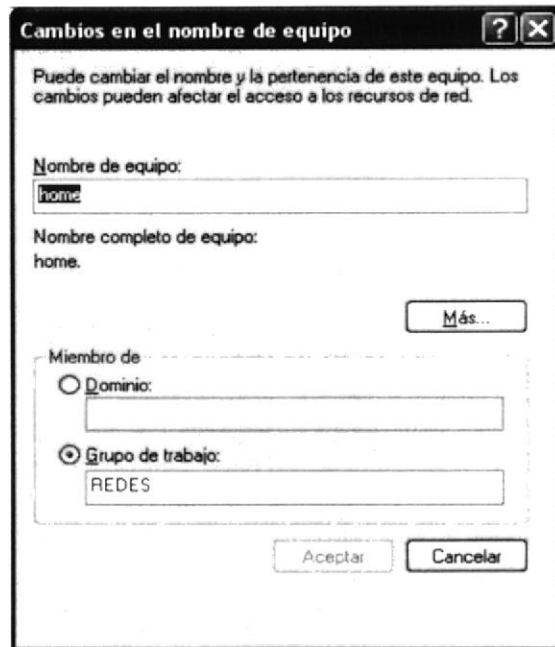 Cambios en el nombre de equipo
Puede cambiar el nombre y la pertenencia de este equipo. Los
cambios pueden afectar el acceso a los recursos de red.
Nombre de equipo:
home
Nombre completo de equipo:
home.
Más...
Miembro de
Dominio:
Grupo de trabajo:
REDES
Aceptar
Cancelar